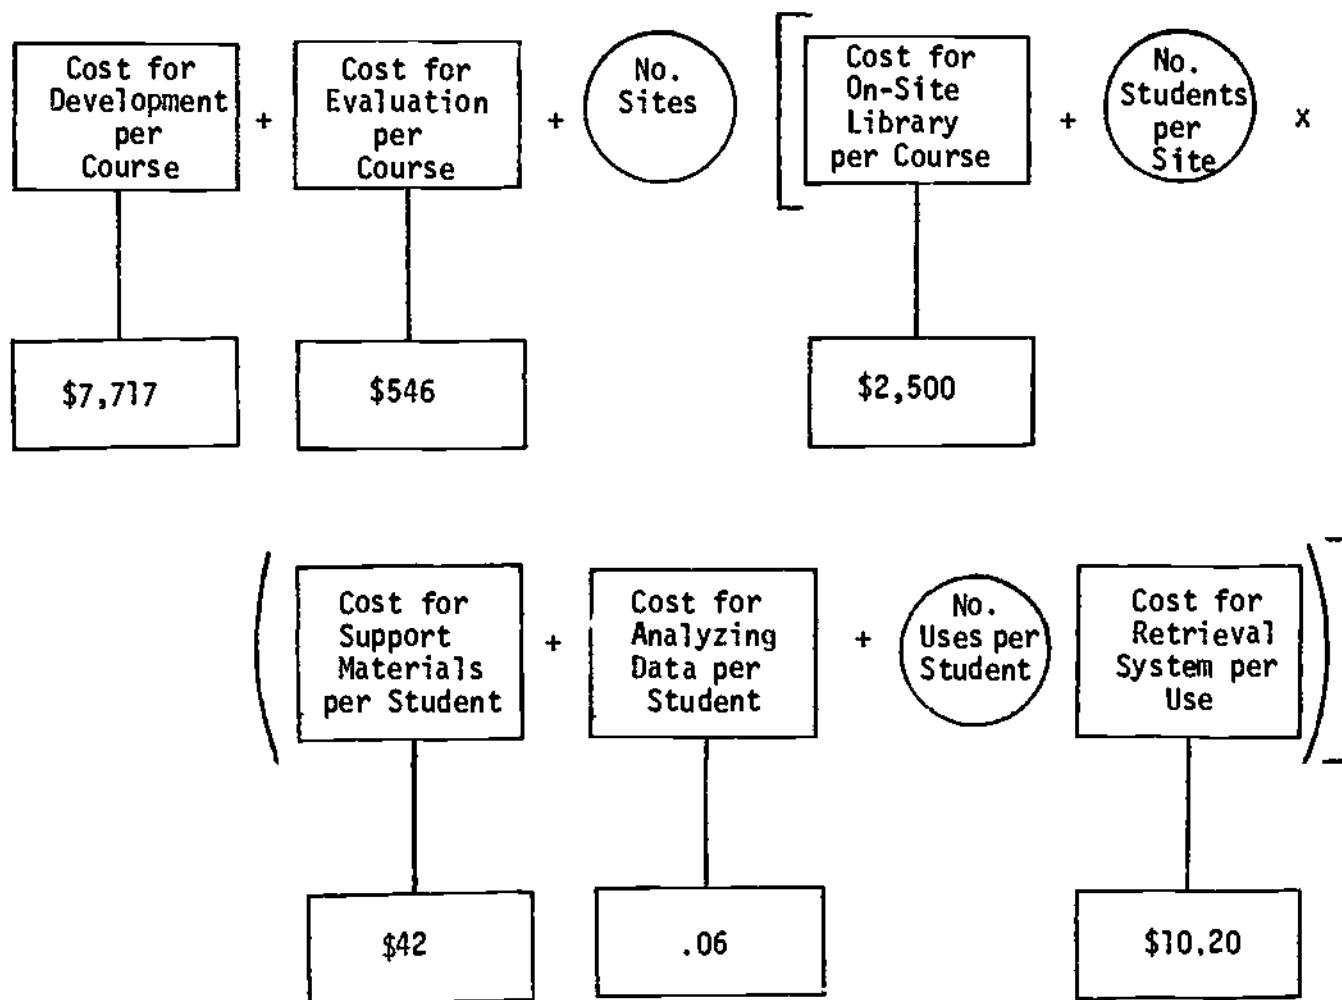 Cost for
Development
per
Course
+
Cost for
Evaluation
per
Course
+
No.
Sites
[
Cost for
On-Site
Library
per Course
+
No.
Students
per
Site
x
$7,717
$546
$2,500
(
Cost for
Support
Materials
per Student
+
Cost for
Analyzing
Data per
Student
+
No.
Uses per
Student
Cost for
Retrieval
System per
Use
)
]
$42
.06
$10.20